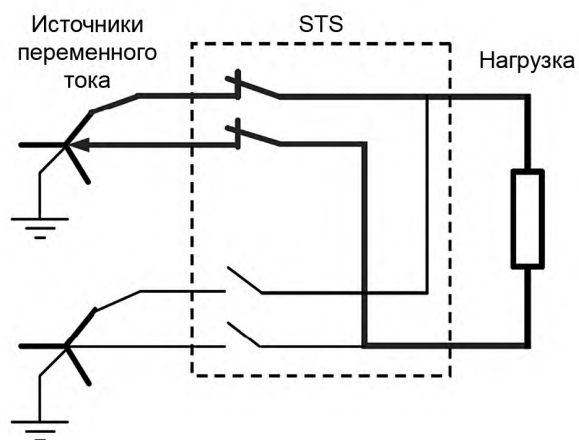 Источники
переменного
тока
STS
Нагрузка